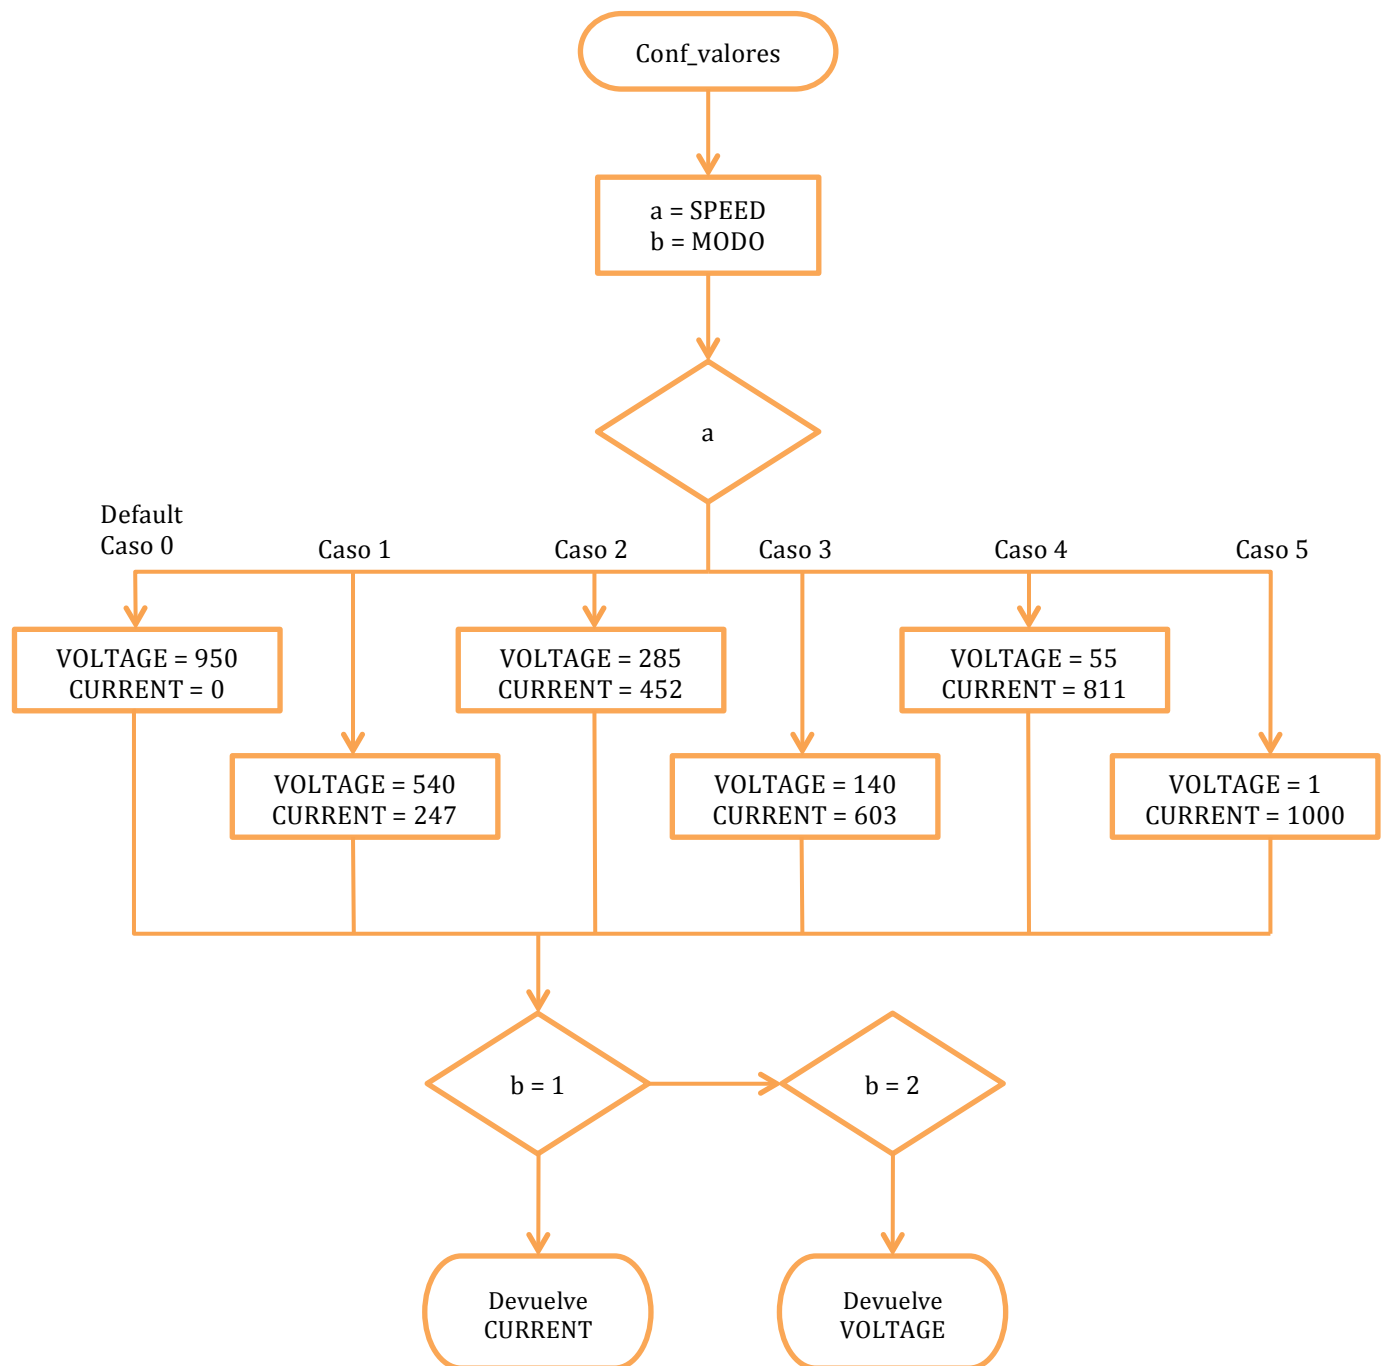 Conf_valores
a = SPEED
b = MODO
a
Default
Caso 0
Caso 1
Caso 2
Caso 3
Caso 4
Caso 5
VOLTAGE = 950
CURRENT = 0
VOLTAGE = 540
CURRENT = 247
VOLTAGE = 285
CURRENT = 452
VOLTAGE = 140
CURRENT = 603
VOLTAGE = 55
CURRENT = 811
VOLTAGE = 1
CURRENT = 1000
b = 1
b = 2
Devuelve
CURRENT
Devuelve
VOLTAGE